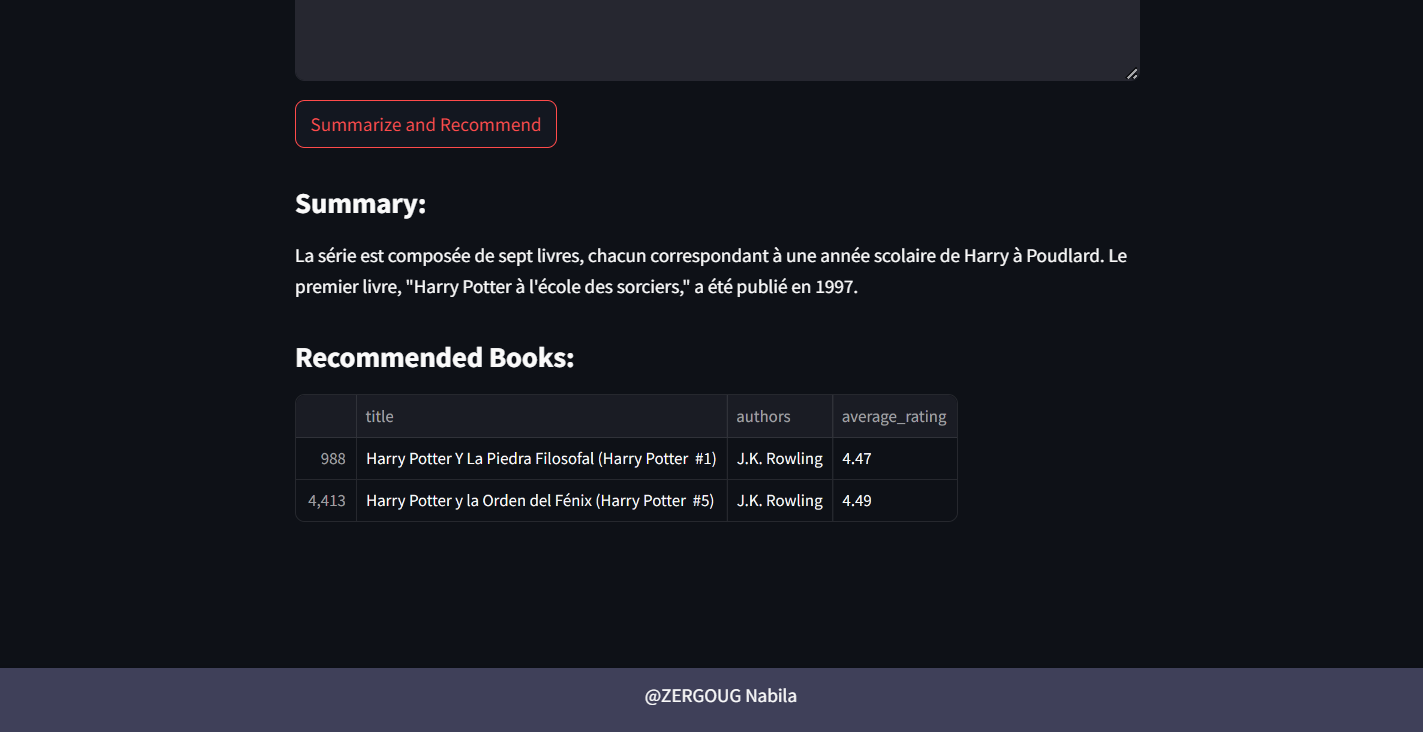 Summarize and Recommend
Summary:
La série est composée de sept livres, chacun correspondant à une année scolaire de Harry à Poudlard. Le
premier livre, "Harry Potter à l'école des sorciers," a été publié en 1997.
Recommended Books:
title authors average_rating
988 Harry Potter Y La Piedra Filosofal (Harry Potter  #1) J.K. Rowling 4.47
4,413 Harry Potter y la Orden del Fénix (Harry Potter  #5) J.K. Rowling 4.49
@ZERGOUG Nabila